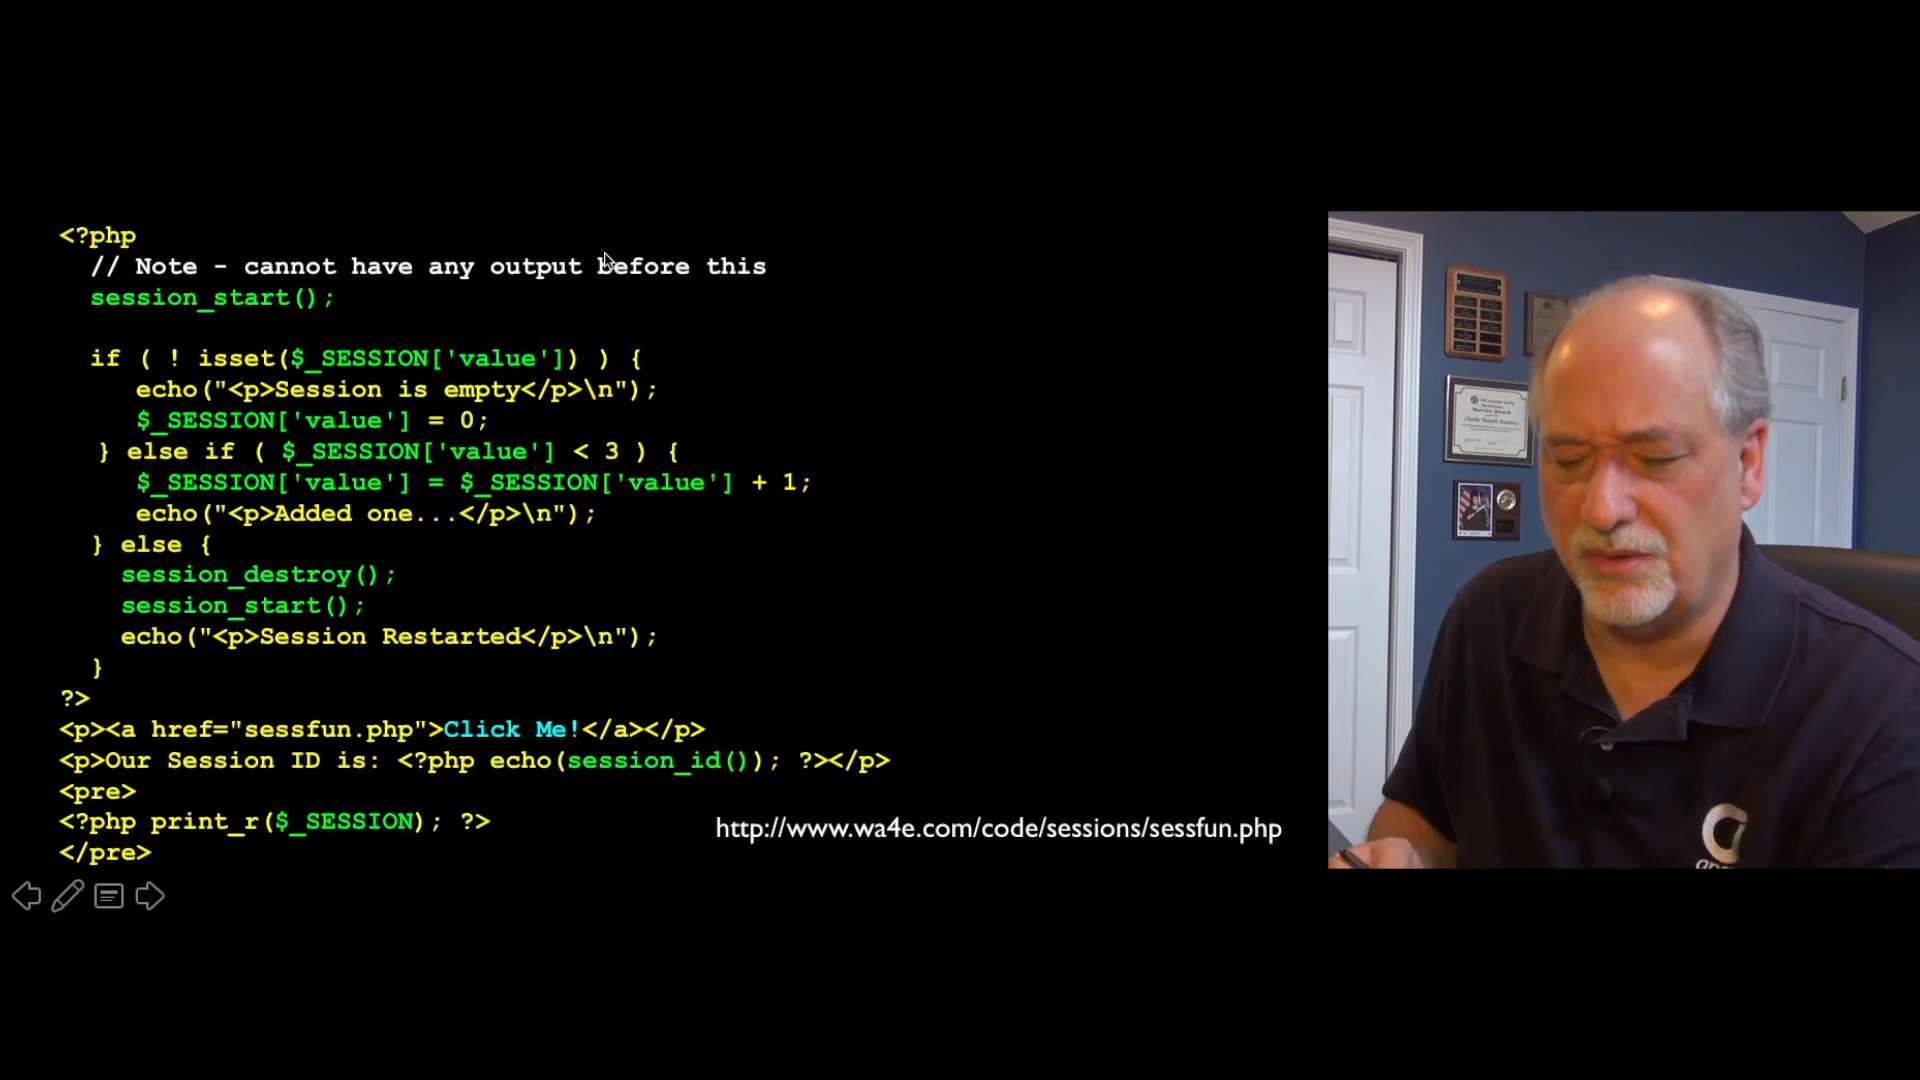 <?php
// Note - cannot have any output before this
session_start();
if ( ! isset($_SESSION['value']) ) {
echo("<p>Session is empty</p>\n");
$_SESSION['value'] = 0;
} else if ( $_SESSION['value'] < 3 ) {
$_SESSION['value'] = $_SESSION['value'] + 1;
echo("<p>Added one...</p>\n");
} else {
session_destroy();
session_start();
echo("<p>Session Restarted</p>\n");
}
?>
<p><a href="sessfun.php">Click Me!</a></p>
<p>Our Session ID is: <?php echo(session_id()); ?></p>
<pre>
<?php print_r($_SESSION); ?>
</pre>
http://www.wa4e.com/code/sessions/sessfun.php
Service Award